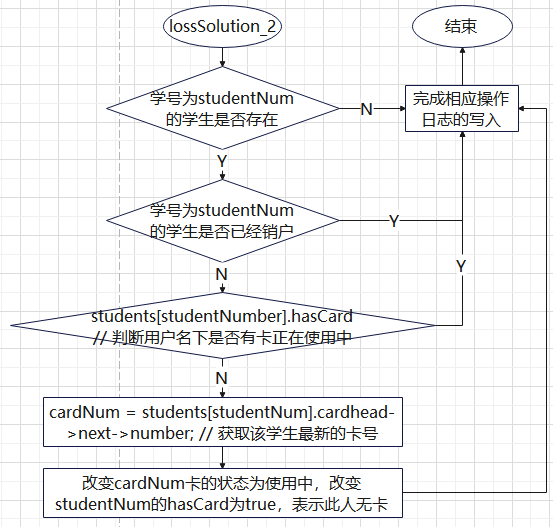 lossSolution_2
结束
学号为studentNum
的学生是否存在
N
完成相应操作
日志的写入
Y
学号为studentNum
的学生是否已经销户
Y
N
Y
students[studentNumber].hasCard
// 判断用户名下是否有卡正在使用中
N
cardNum = students[studentNum].cardhead-
>next->number; // 获取该学生最新的卡号
改变cardNum卡的状态为使用中，改变
studentNum的hasCard为true，表示此人无卡